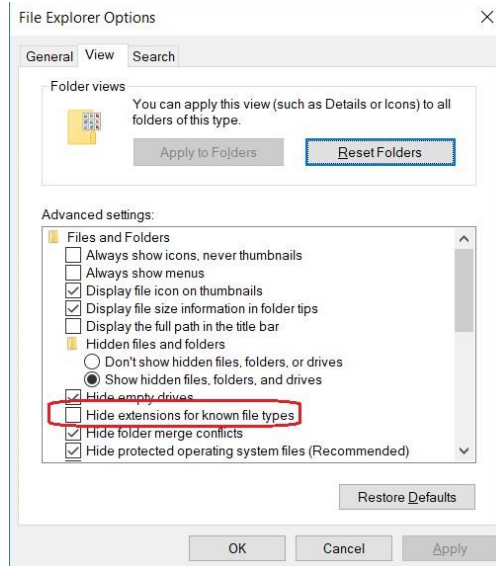 File Explorer Options
General View Search
Folder views
You can apply this view (such as Details or Icons) to all
folders of this type.
Apply to Folders
Reset Folders
Advanced settings:
Files and Folders
Always show icons, never thumbnails
Always show menus
Display file icon on thumbnails
Display file size information in folder tips
Display the full path in the title bar
Hidden files and folders
Don't show hidden files, folders, or drives
Show hidden files, folders, and drives
Hide empty drives
Hide extensions for known file types
Hide folder merge conflicts
Hide protected operating system files (Recommended)
Restore Defaults
OK Cancel Apply